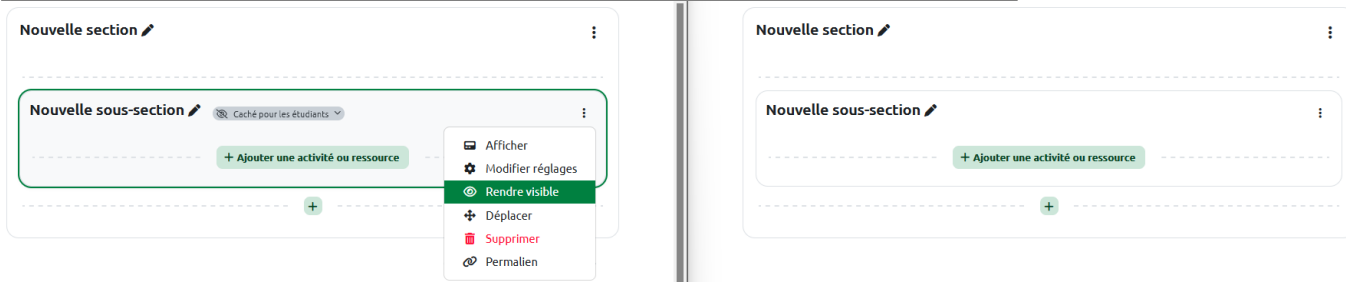 Nouvelle section
Nouvelle sous-section
Caché pour les étudiants
+ Ajouter une activité ou ressource
Afficher
Modifier réglages
Rendre visible
Déplacer
Supprimer
Permalien
+
Nouvelle section
Nouvelle sous-section
+ Ajouter une activité ou ressource
+